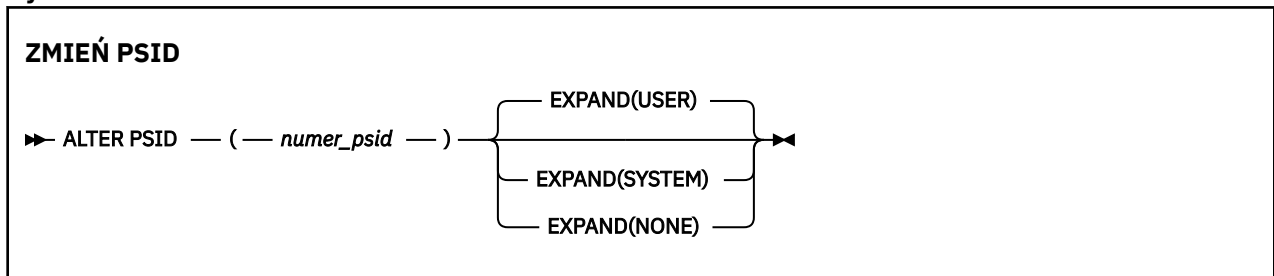 ZMIEŃ PSID
EXPAND(USER)
ALTER PSID ( numer_psid )
EXPAND(SYSTEM)
EXPAND(NONE)